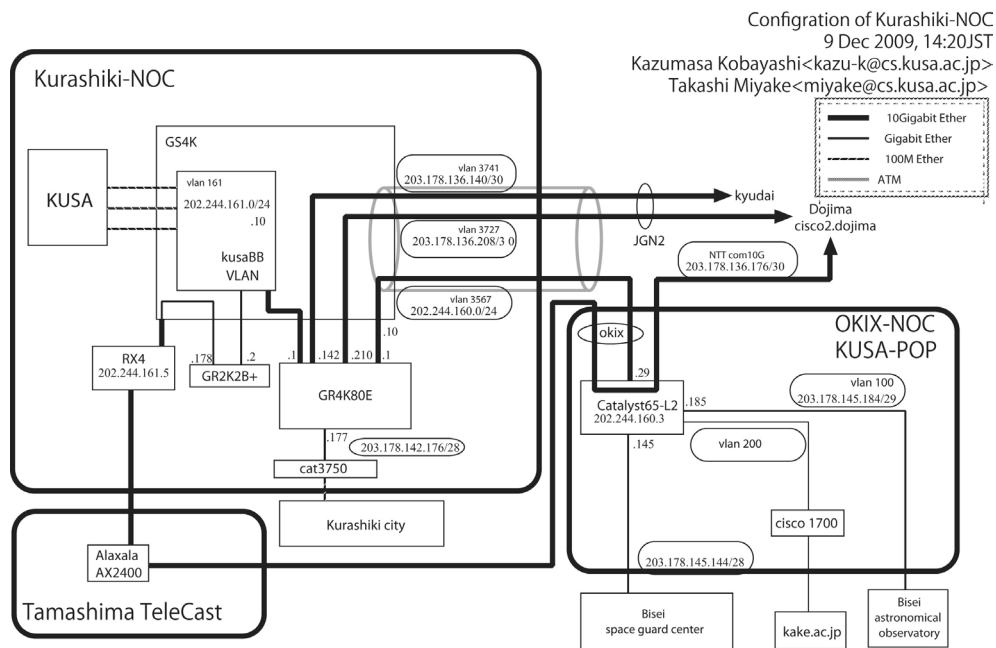 Configration of Kurashiki-NOC
9 Dec 2009, 14:20JST
Kazumasa Kobayashi<kazu-k@cs.kusa.ac.jp>
Takashi Miyake<miyake@cs.kusa.ac.jp>
10Gigabit Ether
Gigabit Ether
100M Ether
ATM
Kurashiki-NOC
GS4K
KUSA
vlan 161
202.244.161.0/24
.10
kusaBB
VLAN
vlan 3741
203.178.136.140/30
kyudai
Dojima
cisco2.dojima
vlan 3727
203.178.136.208/3 0
JGN2
NTT com10G
203.178.136.176/30
vlan 3567
202.244.160.0/24
.10
RX4
202.244.161.5
.178
.2
GR2K2B+
.1
.142
.210
.1
GR4K80E
.177
203.178.142.176/28
cat3750
Kurashiki city
okix
OKIX-NOC
KUSA-POP
.29
Catalyst65-L2
202.244.160.3
.185
.145
vlan 100
203.178.145.184/29
vlan 200
cisco 1700
203.178.145.144/28
Alaxala
AX2400
Tamashima TeleCast
Bisei
space guard center
kake.ac.jp
Bisei
astronomical
observatory